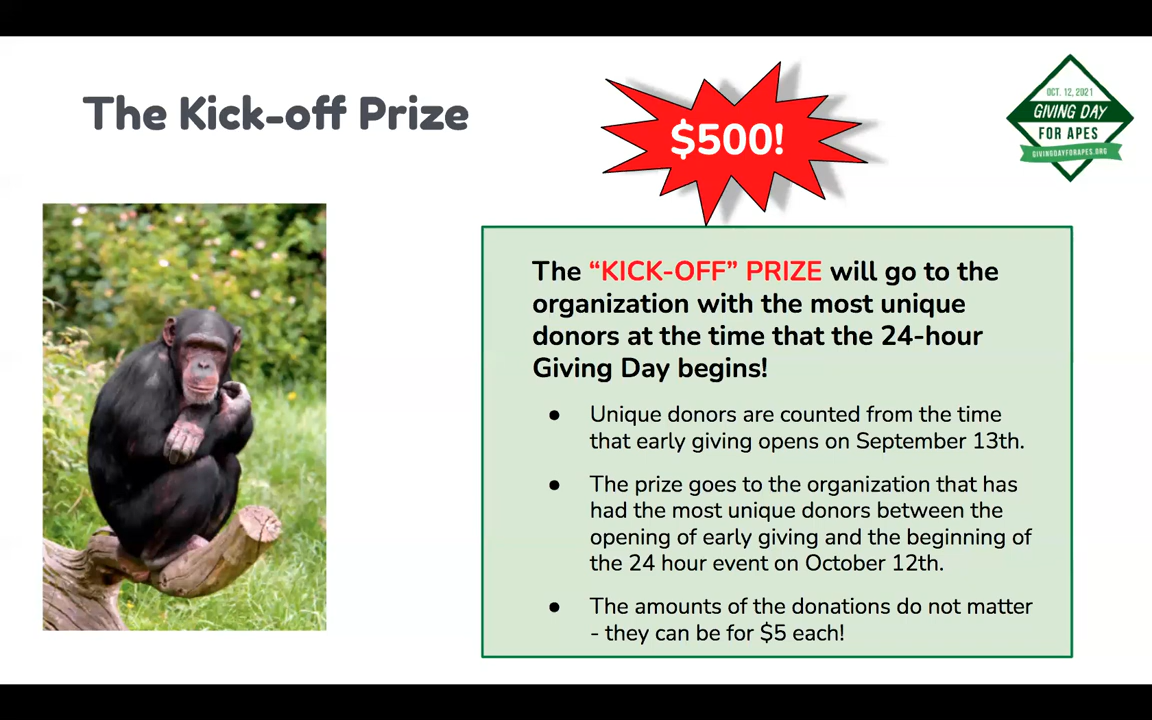 The Kick-off Prize
$500!
OCT. 12, 2021
GIVING DAY
FOR APES
GIVINGDAYFORAPES.ORG
The “KICK-OFF” PRIZE will go to the
organization with the most unique
donors at the time that the 24-hour
Giving Day begins!
● Unique donors are counted from the time
that early giving opens on September 13th.
● The prize goes to the organization that has
had the most unique donors between the
opening of early giving and the beginning of
the 24 hour event on October 12th.
● The amounts of the donations do not matter
- they can be for $5 each!